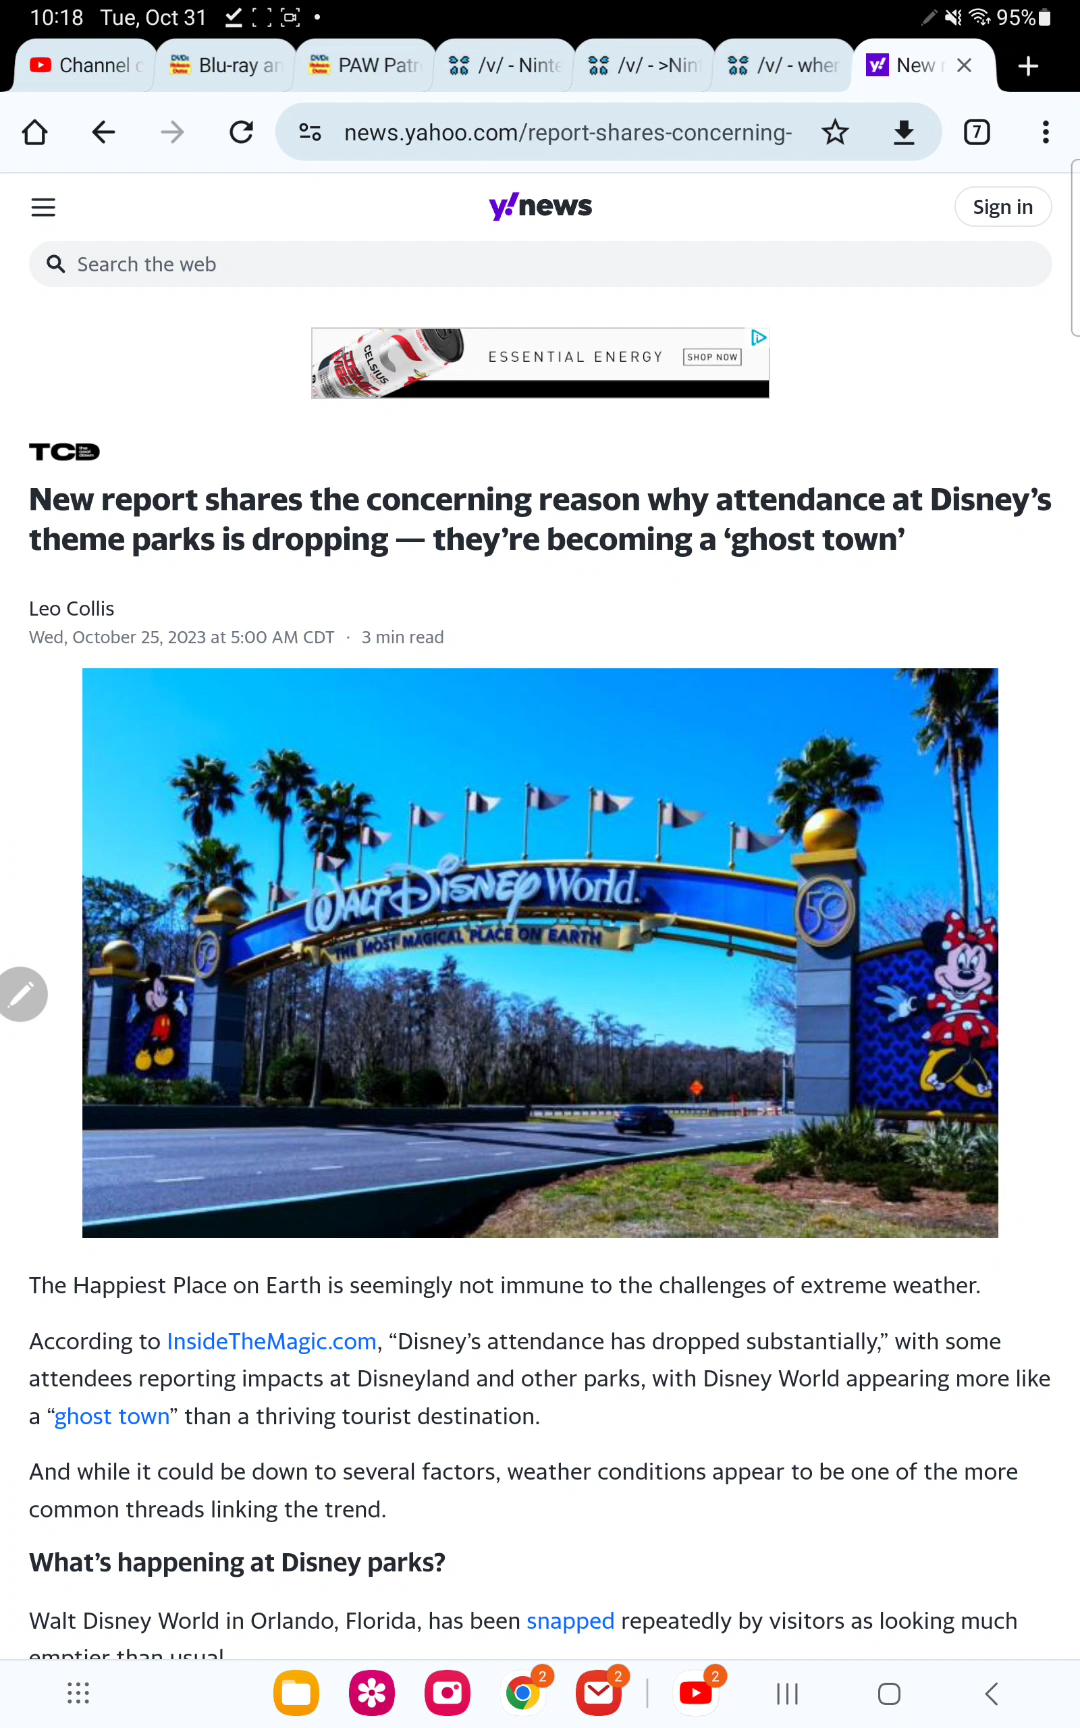 10:18 Tue, Oct 31 95%
Channel Blu-ray an PAW Patr /v/ - Ninte /v/ - >Nin /v/ - wher New
news.yahoo.com/report-shares-concerning- 7
y!news Sign in
Search the web
CELSIUS ESSENTIAL ENERGY SHOP NOW
TCD
New report shares the concerning reason why attendance at Disney’s
theme parks is dropping — they’re becoming a ‘ghost town’
Leo Collis
Wed, October 25, 2023 at 5:00 AM CDT · 3 min read
WALT DISNEY World.
THE MOST MAGICAL PLACE ON EARTH
50
The Happiest Place on Earth is seemingly not immune to the challenges of extreme weather.
According to InsideTheMagic.com, “Disney’s attendance has dropped substantially,” with some
attendees reporting impacts at Disneyland and other parks, with Disney World appearing more like
a “ghost town” than a thriving tourist destination.
And while it could be down to several factors, weather conditions appear to be one of the more
common threads linking the trend.
What’s happening at Disney parks?
Walt Disney World in Orlando, Florida, has been snapped repeatedly by visitors as looking much
emptier than usual
2 2 2